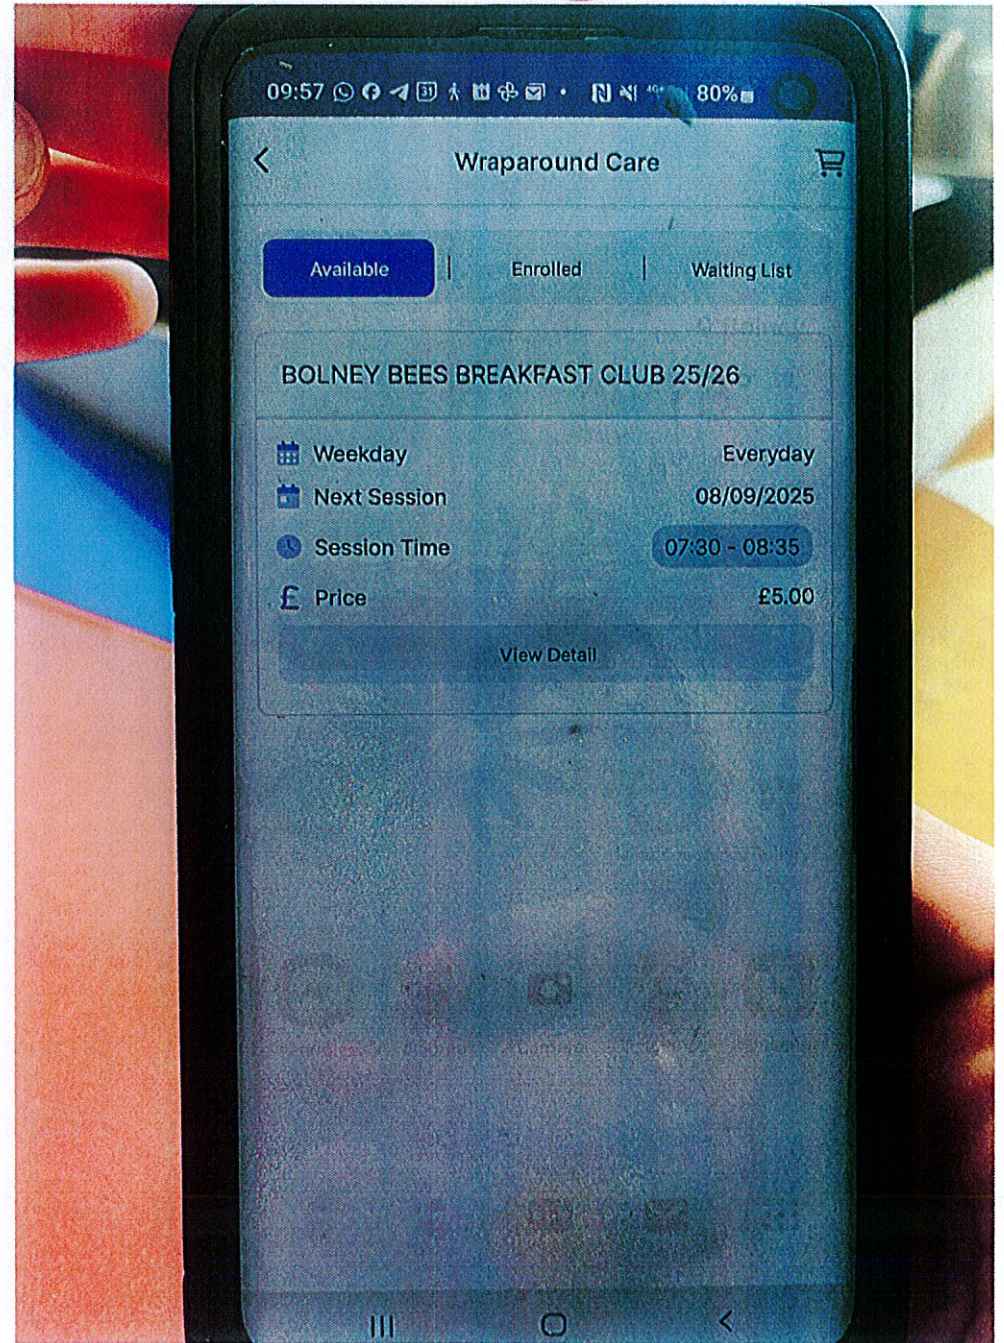 09:57 80%
Wraparound Care
Available | Enrolled | Waiting List
BOLNEY BEES BREAKFAST CLUB 25/26
Weekday Everyday
Next Session 08/09/2025
Session Time 07:30 - 08:35
£ Price £5.00
View Detail